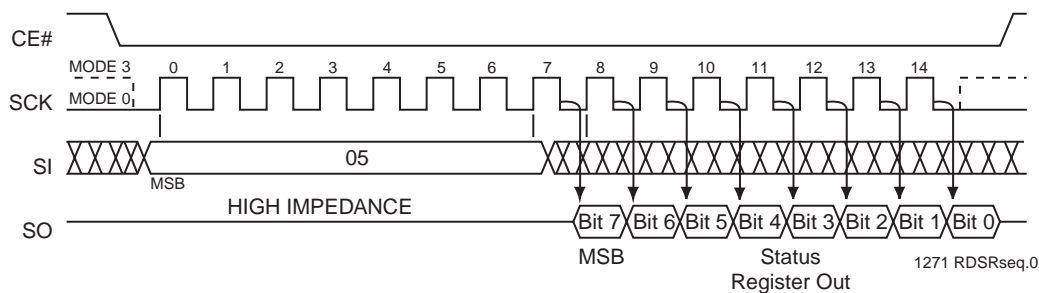 CE#
MODE 3
0 1 2 3 4 5 6 7 8 9 10 11 12 13 14
SCK
MODE 0
SI
05
MSB
HIGH IMPEDANCE
SO
Bit 7 Bit 6 Bit 5 Bit 4 Bit 3 Bit 2 Bit 1 Bit 0
MSB
Status
Register Out
1271 RDSRseq.0